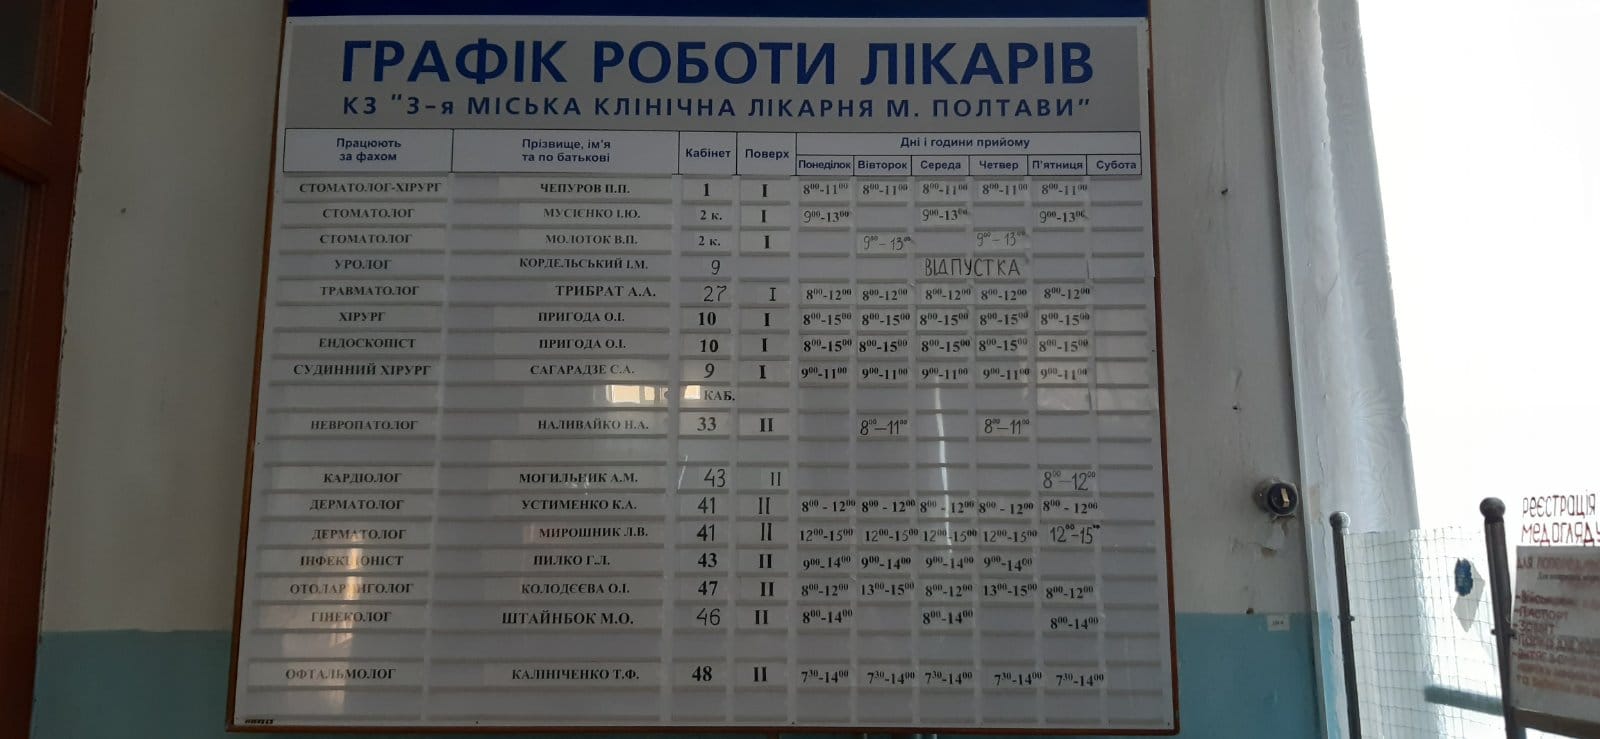 ГРАФІК РОБОТИ ЛІКАРІВ
КЗ "3-я МІСЬКА КЛІНІЧНА ЛІКАРНЯ М. ПОЛТАВИ"
Працюють за фахом Прізвище, ім'я та по батькові Кабінет Поверх Дні і години прийому
Понеділок Вівторок Середа Четвер П'ятниця Субота
СТОМАТОЛОГ-ХІРУРГ ЧЕПУРОВ П.П. 1 I 8⁰⁰-11⁰⁰ 8⁰⁰-11⁰⁰ 8⁰⁰-11⁰⁰ 8⁰⁰-11⁰⁰ 8⁰⁰-11⁰⁰
СТОМАТОЛОГ МУСІЄНКО І.Ю. 2 к. I 9⁰⁰-13⁰⁰ 9⁰⁰-13⁰⁰ 9⁰⁰-13⁰⁰
СТОМАТОЛОГ МОЛОТОК В.П. 2 к. I 9⁰⁰-13⁰⁰ 9⁰⁰-13⁰⁰
УРОЛОГ КОРДЕЛЬСЬКИЙ І.М. 9 ВІДПУСТКА
ТРАВМАТОЛОГ ТРИБРАТ А.А. 27 I 8⁰⁰-12⁰⁰ 8⁰⁰-12⁰⁰ 8⁰⁰-12⁰⁰ 8⁰⁰-12⁰⁰ 8⁰⁰-12⁰⁰
ХІРУРГ ПРИГОДА О.І. 10 I 8⁰⁰-15⁰⁰ 8⁰⁰-15⁰⁰ 8⁰⁰-15⁰⁰ 8⁰⁰-15⁰⁰ 8⁰⁰-15⁰⁰
ЕНДОСКОПІСТ ПРИГОДА О.І. 10 I 8⁰⁰-15⁰⁰ 8⁰⁰-15⁰⁰ 8⁰⁰-15⁰⁰ 8⁰⁰-15⁰⁰ 8⁰⁰-15⁰⁰
СУДИННИЙ ХІРУРГ САГАРАДЗЕ С.А. 9 I 9⁰⁰-11⁰⁰ 9⁰⁰-11⁰⁰ 9⁰⁰-11⁰⁰ 9⁰⁰-11⁰⁰ 9⁰⁰-11⁰⁰
КАБ.
НЕВРОПАТОЛОГ НАЛИВАЙКО Н.А. 33 II 8⁰⁰-11⁰⁰ 8⁰⁰-11⁰⁰
КАРДІОЛОГ МОГИЛЬНИК А.М. 43 II 8⁰⁰-12⁰⁰
ДЕРМАТОЛОГ УСТИМЕНКО К.А. 41 II 8⁰⁰ - 12⁰⁰ 8⁰⁰ - 12⁰⁰ 8⁰⁰ - 12⁰⁰ 8⁰⁰ - 12⁰⁰ 8⁰⁰ - 12⁰⁰
ДЕРМАТОЛОГ МИРОШНИК Л.В. 41 II 12⁰⁰-15⁰⁰ 12⁰⁰-15⁰⁰ 12⁰⁰-15⁰⁰ 12⁰⁰-15⁰⁰ 12⁰⁰-15⁰⁰
ІНФЕКЦІОНІСТ ПИЛКО Г.Л. 43 II 9⁰⁰-14⁰⁰ 9⁰⁰-14⁰⁰ 9⁰⁰-14⁰⁰ 9⁰⁰-14⁰⁰
ОТОЛАРИНГОЛОГ КОЛОДЄЄВА О.І. 47 II 8⁰⁰-12⁰⁰ 13⁰⁰-15⁰⁰ 8⁰⁰-12⁰⁰ 13⁰⁰-15⁰⁰ 8⁰⁰-12⁰⁰
ГІНЕКОЛОГ ШТАЙНБОК М.О. 46 II 8⁰⁰-14⁰⁰ 8⁰⁰-14⁰⁰ 8⁰⁰-14⁰⁰
ОФТАЛЬМОЛОГ КАЛІНІЧЕНКО Т.Ф. 48 II 7³⁰-14⁰⁰ 7³⁰-14⁰⁰ 7³⁰-14⁰⁰ 7³⁰-14⁰⁰ 7³⁰-14⁰⁰
РЕЄСТРАЦІЯ
МЕДОГЛЯДУ
ПАСПОРТ